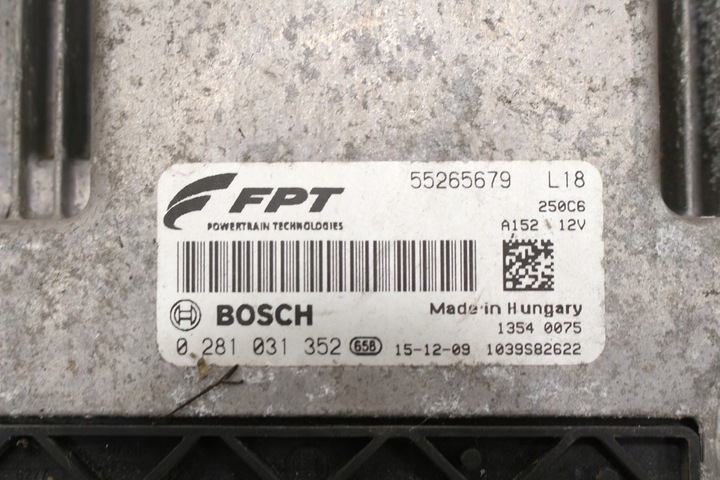 FPT 55265679 L18
250C6
POWERTRAIN TECHNOLOGIES A152 12V
BOSCH Made in Hungary
1354 0075
0 281 031 352 65B 15-12-09 1039S82622